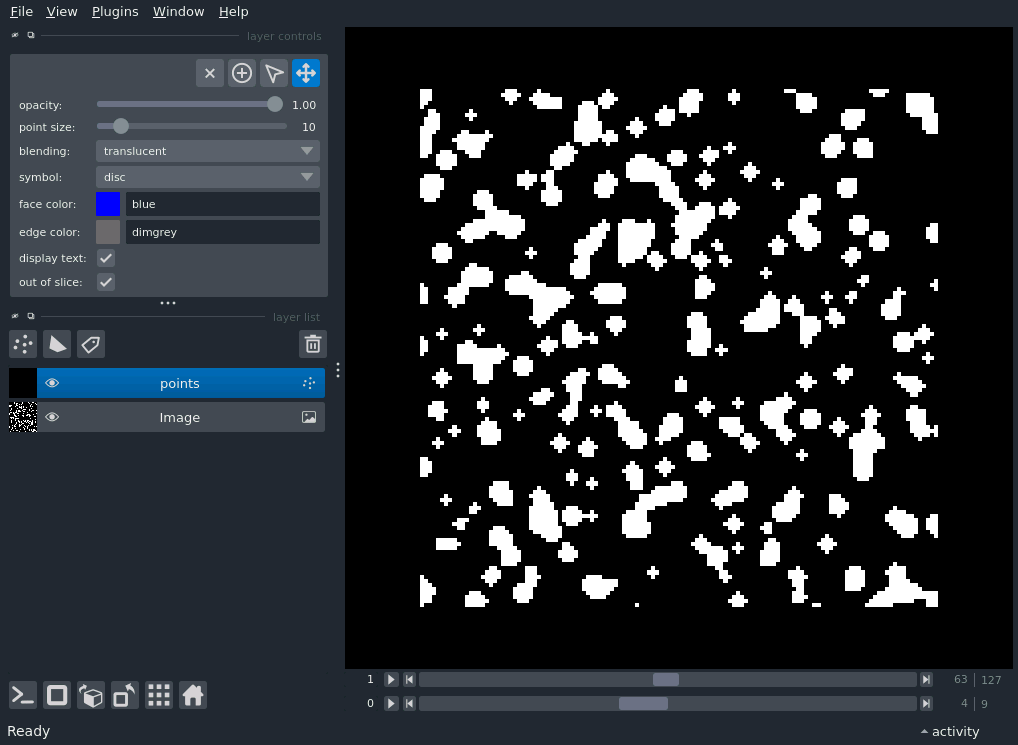 File View Plugins Window Help
layer controls
opacity: 1.00
point size: 10
blending: translucent
symbol: disc
face color: blue
edge color: dimgrey
display text:
out of slice:
layer list
points
Image
1 63 127
0 4 9
Ready activity